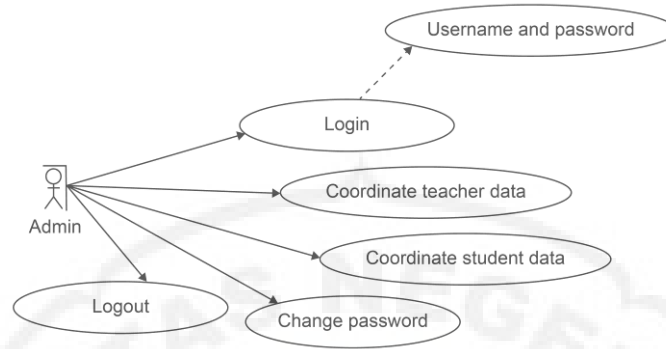 Username and password
Login
Coordinate teacher data
Admin
Coordinate student data
Logout
Change password